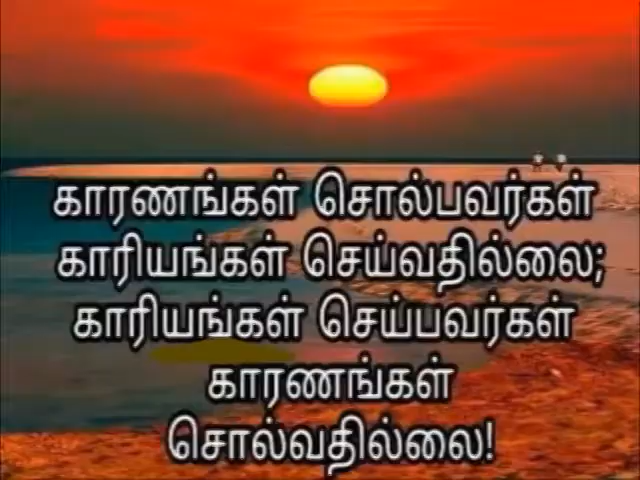 காரணங்கள் சொல்பவர்கள்
காரியங்கள் செய்வதில்லை;
காரியங்கள் செய்பவர்கள்
காரணங்கள்
சொல்வதில்லை!